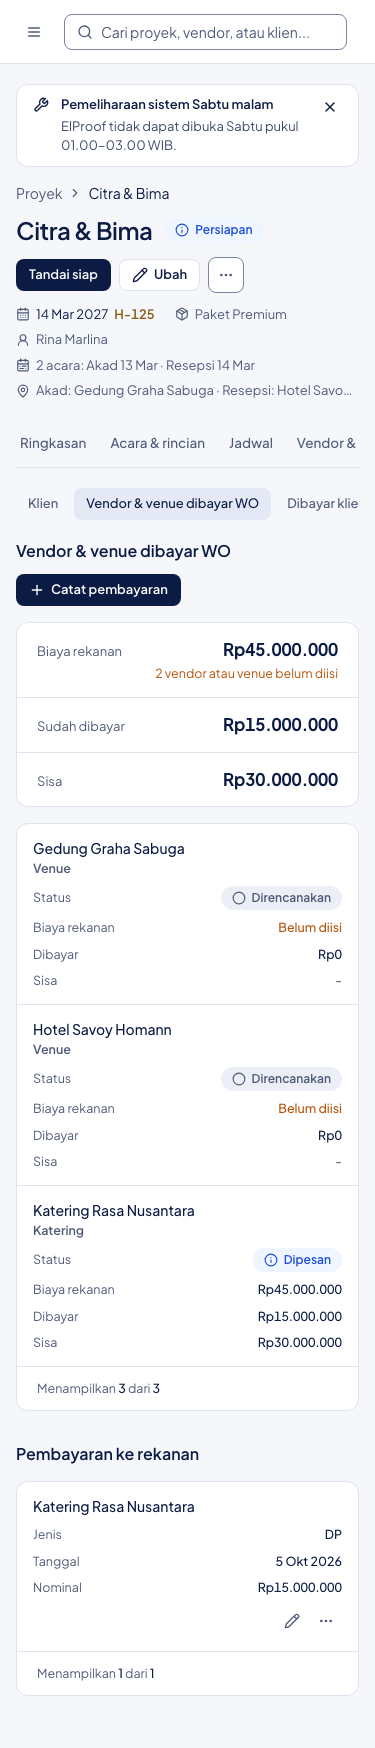 Cari proyek, vendor, atau klien...
Pemeliharaan sistem Sabtu malam
ElProof tidak dapat dibuka Sabtu pukul
01.00–03.00 WIB.
Proyek > Citra & Bima
Citra & Bima Persiapan
Tandai siap Ubah
14 Mar 2027 H-125 Paket Premium
Rina Marlina
2 acara: Akad 13 Mar · Resepsi 14 Mar
Akad: Gedung Graha Sabuga · Resepsi: Hotel Savo...
Ringkasan Acara & rincian Jadwal Vendor &
Klien Vendor & venue dibayar WO Dibayar klie
Vendor & venue dibayar WO
+ Catat pembayaran
Biaya rekanan Rp45.000.000
2 vendor atau venue belum diisi
Sudah dibayar Rp15.000.000
Sisa Rp30.000.000
Gedung Graha Sabuga
Venue
Status Direncanakan
Biaya rekanan Belum diisi
Dibayar Rp0
Sisa -
Hotel Savoy Homann
Venue
Status Direncanakan
Biaya rekanan Belum diisi
Dibayar Rp0
Sisa -
Katering Rasa Nusantara
Katering
Status Dipesan
Biaya rekanan Rp45.000.000
Dibayar Rp15.000.000
Sisa Rp30.000.000
Menampilkan 3 dari 3
Pembayaran ke rekanan
Katering Rasa Nusantara
Jenis DP
Tanggal 5 Okt 2026
Nominal Rp15.000.000
Menampilkan 1 dari 1